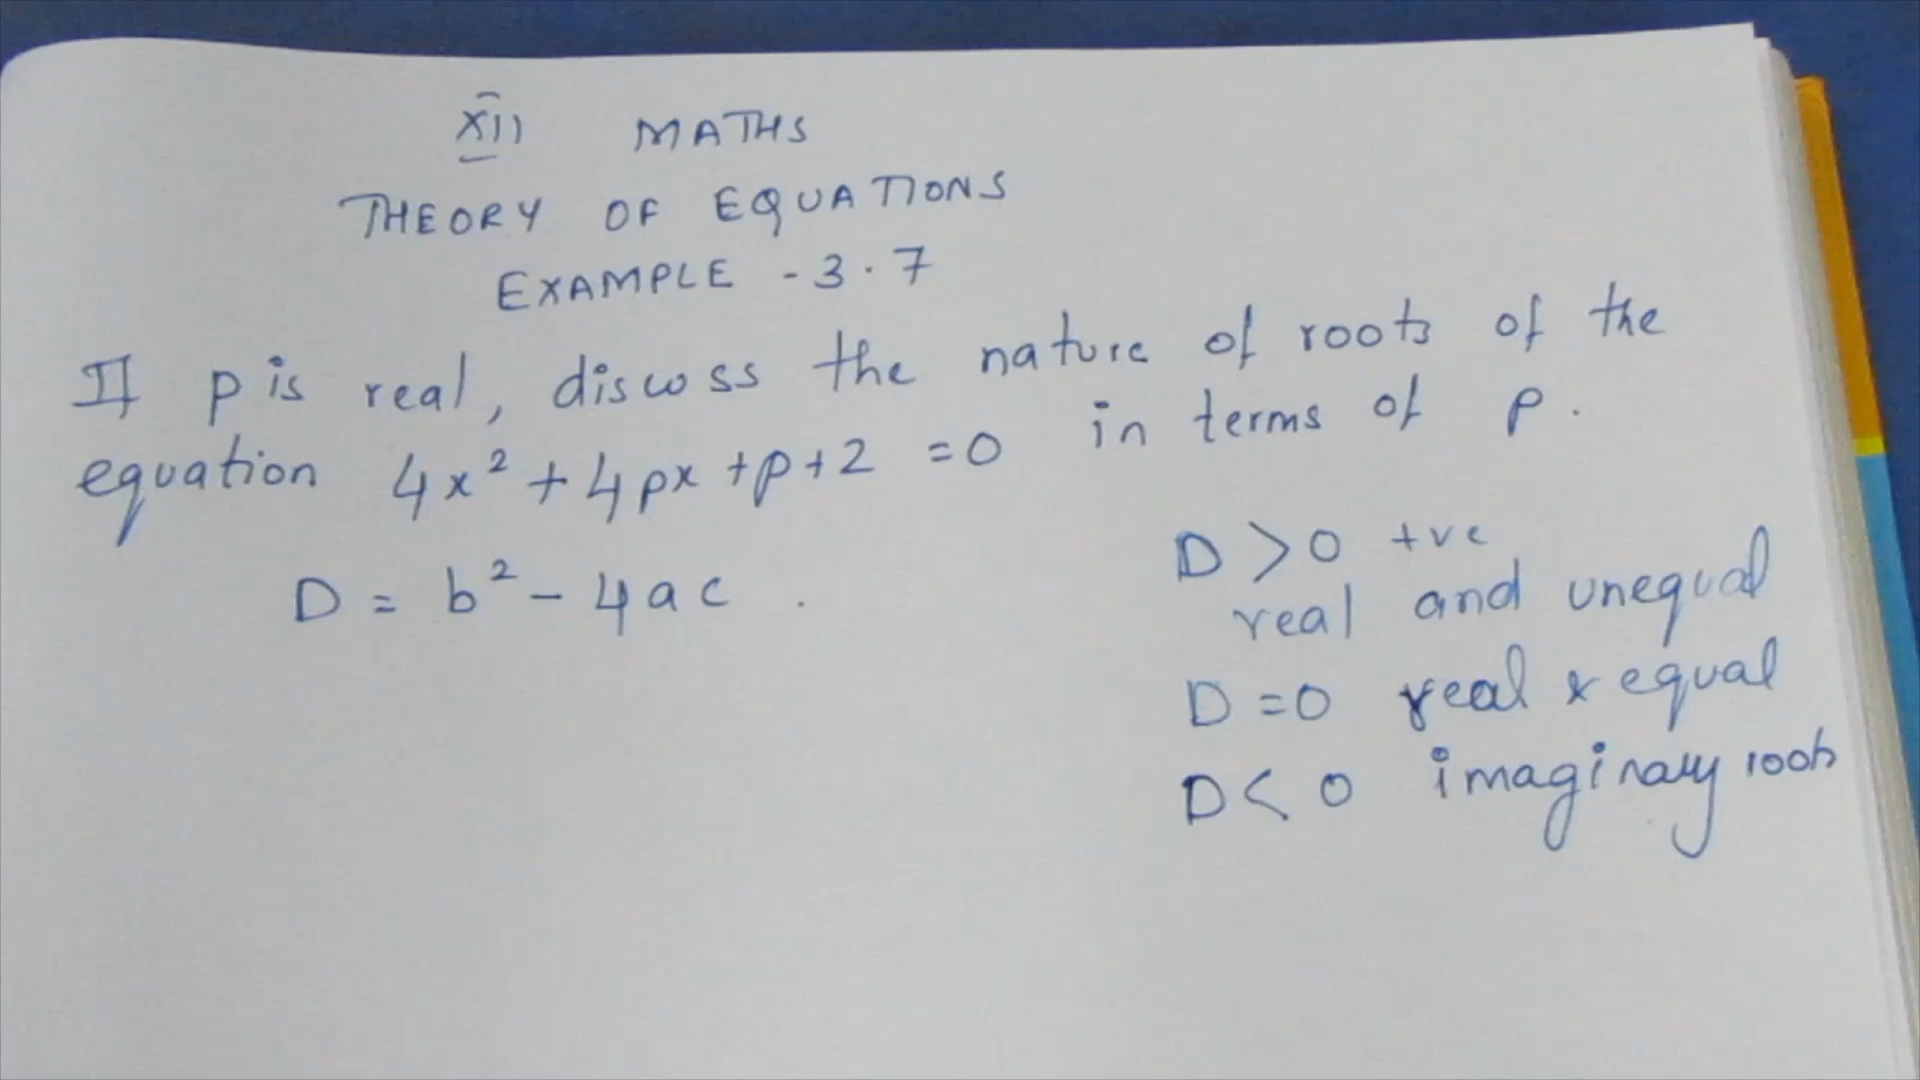 XII MATHS
THEORY OF EQUATIONS
EXAMPLE - 3.7
If p is real, discuss the nature of roots of the
equation 4x² + 4px + p + 2 = 0 in terms of p.
D = b² - 4ac.
D > 0 +ve
real and unequal
D = 0 real & equal
D < 0 imaginary roots